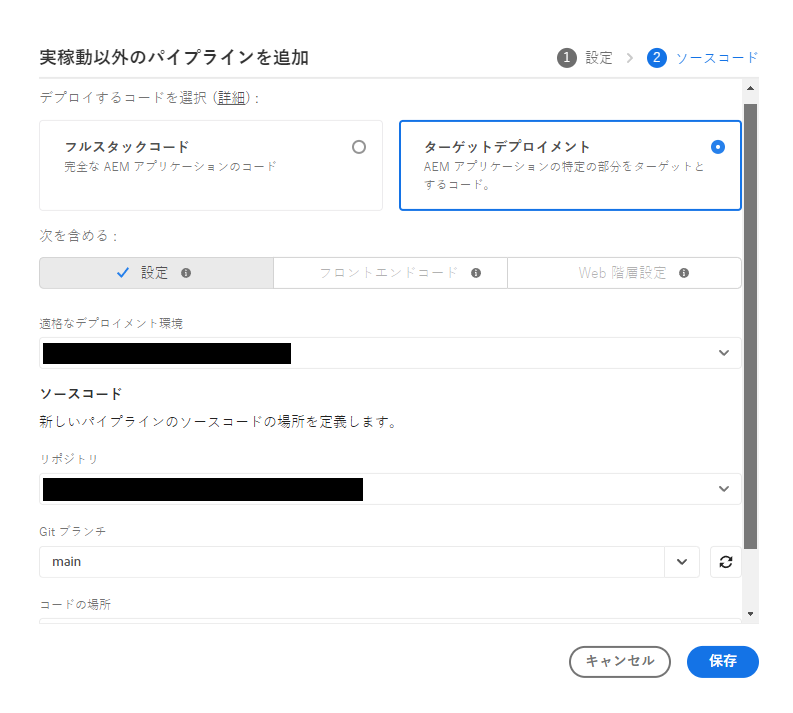 実稼動以外のパイプラインを追加
1 設定 > 2 ソースコード
デプロイするコードを選択 (詳細) :
フルスタックコード
完全な AEM アプリケーションのコード
ターゲットデプロイメント
AEM アプリケーションの特定の部分をターゲットと
するコード。
次を含める :
設定
フロントエンドコード
Web 階層設定
適格なデプロイメント環境
ソースコード
新しいパイプラインのソースコードの場所を定義します。
リポジトリ
Git ブランチ
main
コードの場所
キャンセル
保存